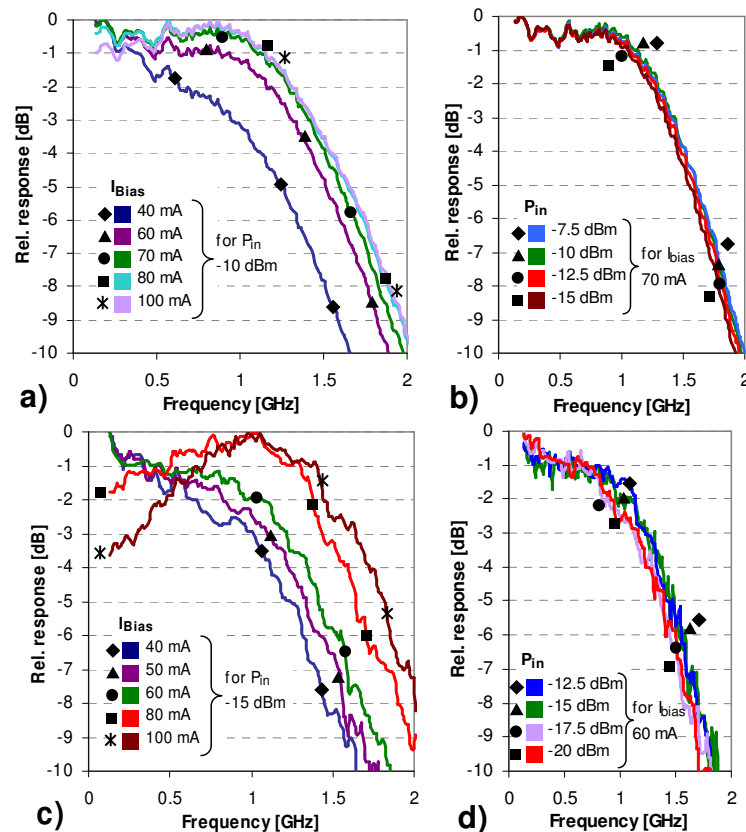 0
-1
-2
-3
-4
-5
-6
-7
-8
-9
-10
Rel. response [dB]
I Bias
40 mA
60 mA
70 mA
80 mA
100 mA
for Pin
-10 dBm
0
0.5
1
1.5
2
Frequency [GHz]
a)
0
-1
-2
-3
-4
-5
-6
-7
-8
-9
-10
Rel. response [dB]
Pin
-7.5 dBm
-10 dBm
-12.5 dBm
-15 dBm
for Ibias
70 mA
0
0.5
1
1.5
2
Frequency [GHz]
b)
0
-1
-2
-3
-4
-5
-6
-7
-8
-9
-10
Rel. response [dB]
IBias
40 mA
50 mA
60 mA
80 mA
100 mA
for Pin
-15 dBm
0
0.5
1
1.5
2
Frequency [GHz]
c)
0
-1
-2
-3
-4
-5
-6
-7
-8
-9
-10
Rel. response [dB]
Pin
-12.5 dBm
-15 dBm
-17.5 dBm
-20 dBm
for Ibias
60 mA
0
0.5
1
1.5
2
Frequency [GHz]
d)